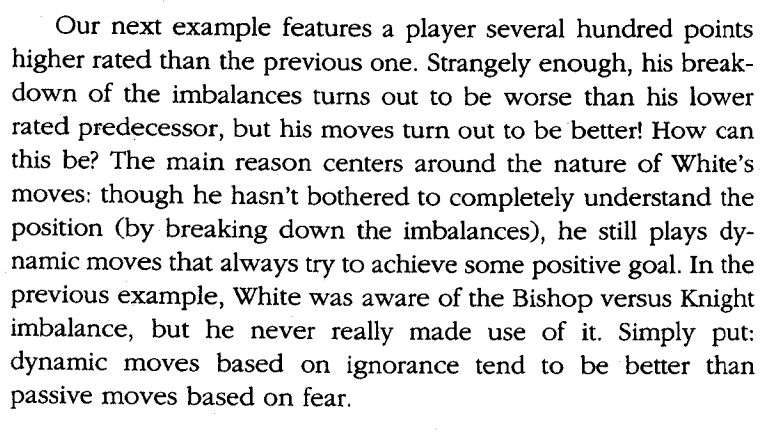 Our next example features a player several hundred points
higher rated than the previous one. Strangely enough, his break-
down of the imbalances turns out to be worse than his lower
rated predecessor, but his moves turn out to be better! How can
this be? The main reason centers around the nature of White's
moves: though he hasn't bothered to completely understand the
position (by breaking down the imbalances), he still plays dy-
namic moves that always try to achieve some positive goal. In the
previous example, White was aware of the Bishop versus Knight
imbalance, but he never really made use of it. Simply put:
dynamic moves based on ignorance tend to be better than
passive moves based on fear.